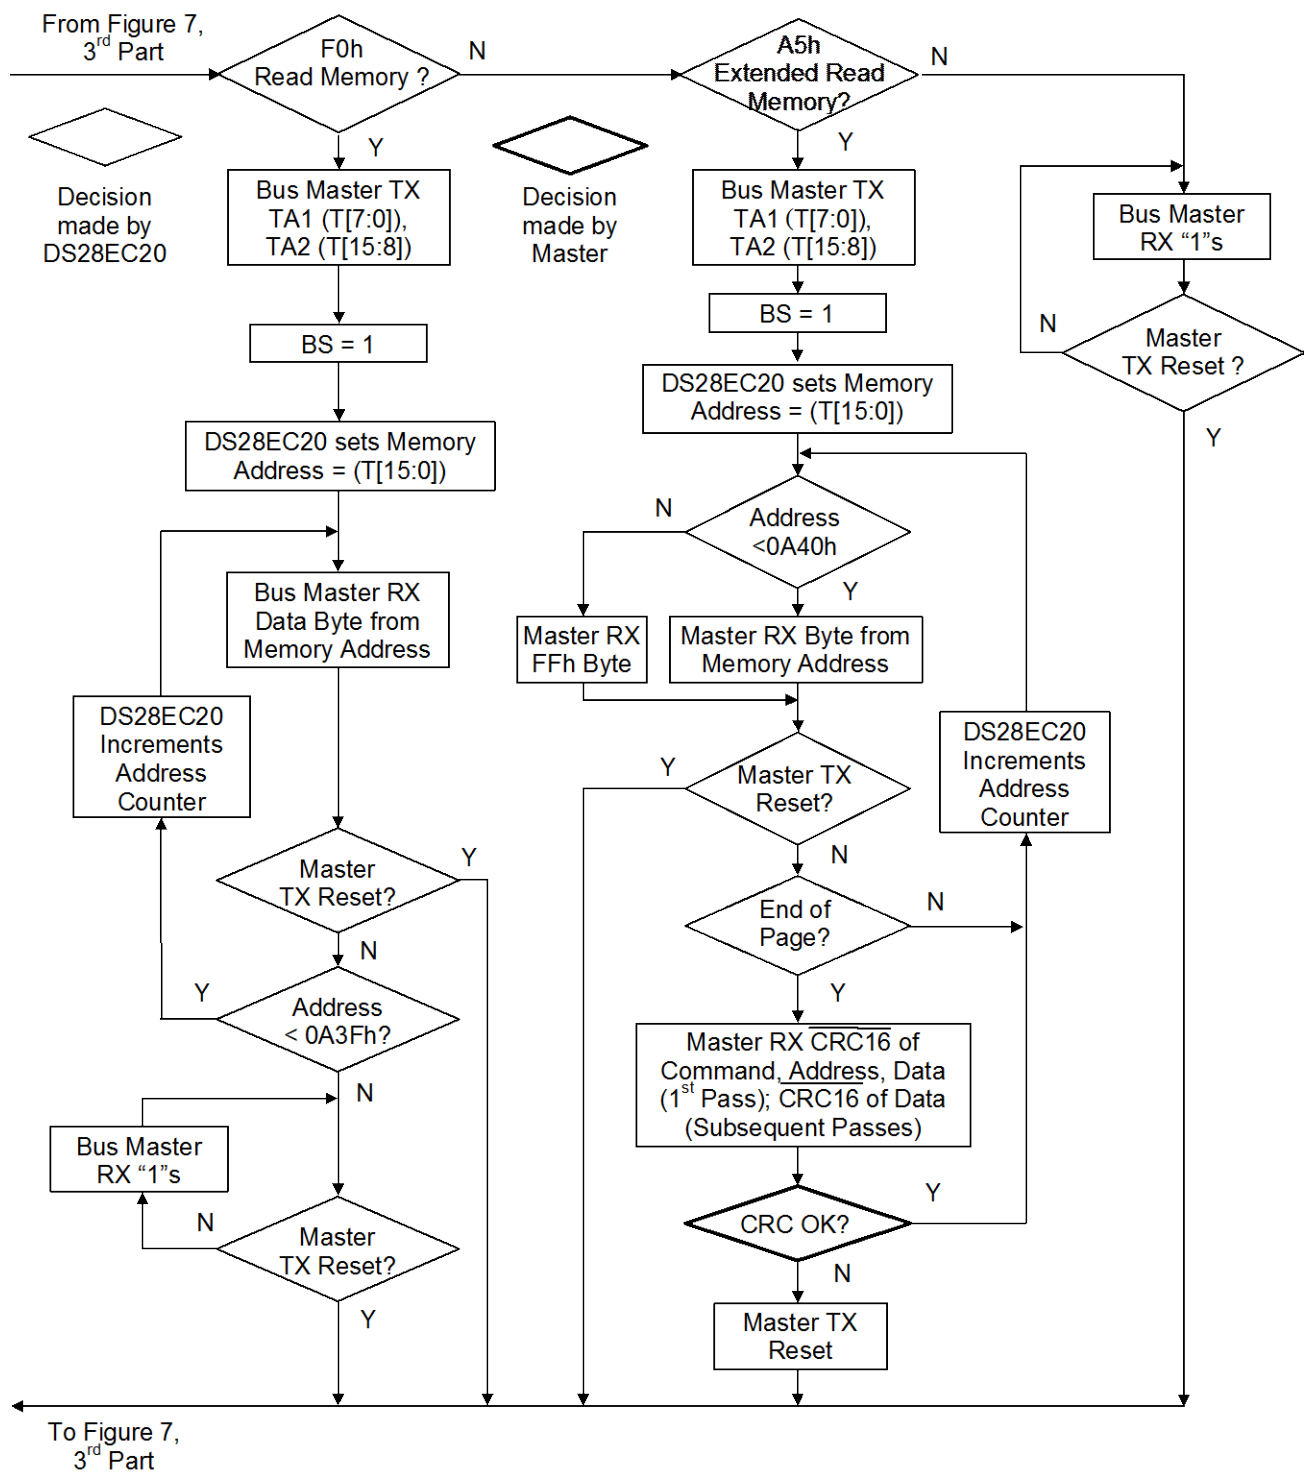 From Figure 7,
3rd Part
F0h
Read Memory ?
N
Y
A5h
Extended Read
Memory?
N
Y
Decision
made by
DS28EC20
Decision
made by
Master
Bus Master TX
TA1 (T[7:0]),
TA2 (T[15:8])
BS = 1
DS28EC20 sets Memory
Address = (T[15:0])
Bus Master RX
Data Byte from
Memory Address
DS28EC20
Increments
Address
Counter
Master
TX Reset?
Y
N
Address
< 0A3Fh?
Y
N
Bus Master
RX “1”s
Master
TX Reset?
N
Y
Bus Master TX
TA1 (T[7:0]),
TA2 (T[15:8])
BS = 1
DS28EC20 sets Memory
Address = (T[15:0])
Address
<0A40h
N
Y
Master RX
FFh Byte
Master RX Byte from
Memory Address
Master TX
Reset?
Y
N
DS28EC20
Increments
Address
Counter
End of
Page?
N
Y
Master RX CRC16 of
Command, Address, Data
(1st Pass); CRC16 of Data
(Subsequent Passes)
CRC OK?
Y
N
Master TX
Reset
Bus Master
RX “1”s
Master
TX Reset ?
N
Y
To Figure 7,
3rd Part